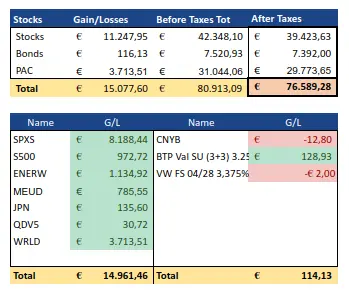 Stocks Gain/Losses Before Taxes Tot After Taxes
Stocks € 11.247,95 € 42.348,10 € 39.423,63
Bonds € 116,13 € 7.520,93 € 7.392,00
PAC € 3.713,51 € 31.044,06 € 29.773,65
Total € 15.077,60 € 80.913,09 € 76.589,28
Name G/L Name G/L
SPXS € 8.188,44 CNYB € -12,80
S500 € 972,72 BTP Val SU (3+3) 3.25 € 128,93
ENERW € 1.134,92 VW FS 04/28 3,375% -€ 2,00
MEUD € 785,55
JPN € 135,60
QDV5 € 30,72
WRLD € 3.713,51
Total € 14.961,46 Total € 114,13